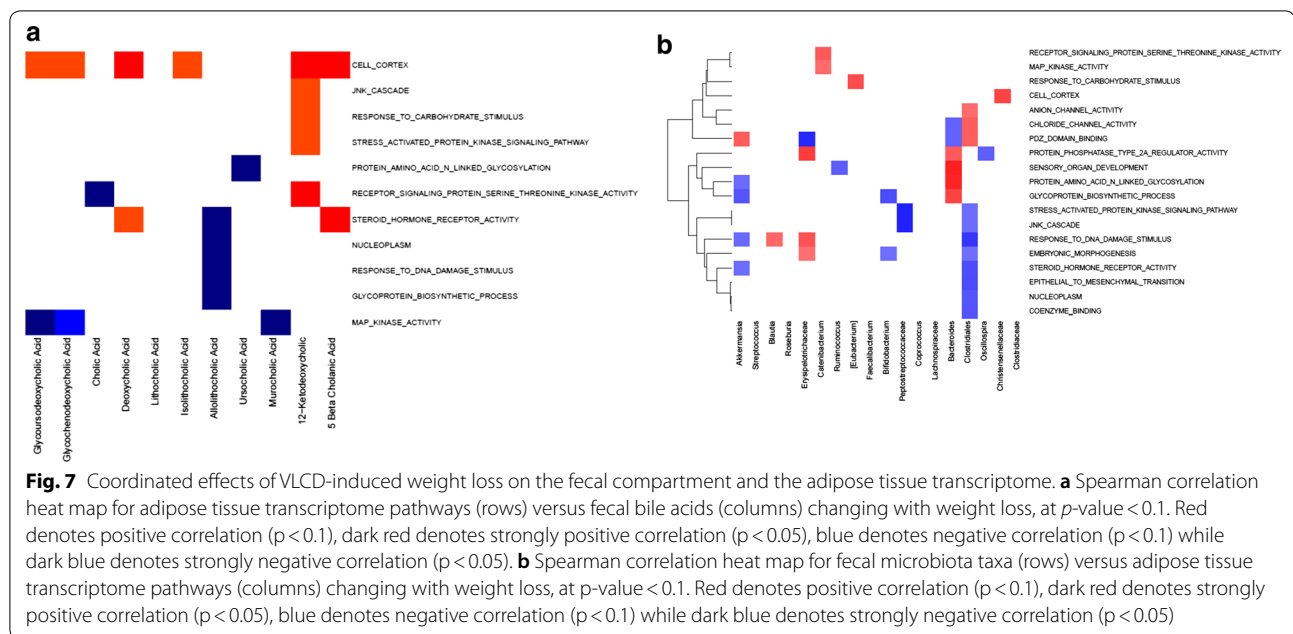 a
CELL_CORTEX
JNK_CASCADE
RESPONSE_TO_CARBOHYDRATE_STIMULUS
STRESS_ACTIVATED_PROTEIN_KINASE_SIGNALING_PATHWAY
PROTEIN_AMINO_ACID_N_LINKED_GLYCOSYLATION
RECEPTOR_SIGNALING_PROTEIN_SERINE_THREONINE_KINASE_ACTIVITY
STEROID_HORMONE_RECEPTOR_ACTIVITY
NUCLEOPLASM
RESPONSE_TO_DNA_DAMAGE_STIMULUS
GLYCOPROTEIN_BIOSYNTHETIC_PROCESS
MAP_KINASE_ACTIVITY
Glycoursodeoxycholic Acid
Glycochenodeoxycholic Acid
Cholic Acid
Deoxycholic Acid
Lithocholic Acid
Isolithocholic Acid
Allolithocholic Acid
Ursocholic Acid
Murocholic Acid
12-Ketodeoxycholic
5 Beta Cholanic Acid
b
RECEPTOR_SIGNALING_PROTEIN_SERINE_THREONINE_KINASE_ACTIVITY
MAP_KINASE_ACTIVITY
RESPONSE_TO_CARBOHYDRATE_STIMULUS
CELL_CORTEX
ANION_CHANNEL_ACTIVITY
CHLORIDE_CHANNEL_ACTIVITY
PDZ_DOMAIN_BINDING
PROTEIN_PHOSPHATASE_TYPE_2A_REGULATOR_ACTIVITY
SENSORY_ORGAN_DEVELOPMENT
PROTEIN_AMINO_ACID_N_LINKED_GLYCOSYLATION
GLYCOPROTEIN_BIOSYNTHETIC_PROCESS
STRESS_ACTIVATED_PROTEIN_KINASE_SIGNALING_PATHWAY
JNK_CASCADE
RESPONSE_TO_DNA_DAMAGE_STIMULUS
EMBRYONIC_MORPHOGENESIS
STEROID_HORMONE_RECEPTOR_ACTIVITY
EPITHELIAL_TO_MESENCHYMAL_TRANSITION
NUCLEOPLASM
COENZYME_BINDING
Akkermansia
Streptococcus
Blautia
Roseburia
Erysipelotrichaceae
Catenibacterium
Ruminococcus
[Eubacterium]
Faecalibacterium
Bifidobacterium
Peptostreptococcaceae
Coprococcus
Lachnospiraceae
Bacteroides
Clostridiales
Oscillospira
Christensenellaceae
Clostridiaceae
Fig. 7 Coordinated effects of VLCD-induced weight loss on the fecal compartment and the adipose tissue transcriptome. a Spearman correlation
heat map for adipose tissue transcriptome pathways (rows) versus fecal bile acids (columns) changing with weight loss, at p-value < 0.1. Red
denotes positive correlation (p < 0.1), dark red denotes strongly positive correlation (p < 0.05), blue denotes negative correlation (p < 0.1) while
dark blue denotes strongly negative correlation (p < 0.05). b Spearman correlation heat map for fecal microbiota taxa (rows) versus adipose tissue
transcriptome pathways (columns) changing with weight loss, at p-value < 0.1. Red denotes positive correlation (p < 0.1), dark red denotes strongly
positive correlation (p < 0.05), blue denotes negative correlation (p < 0.1) while dark blue denotes strongly negative correlation (p < 0.05)